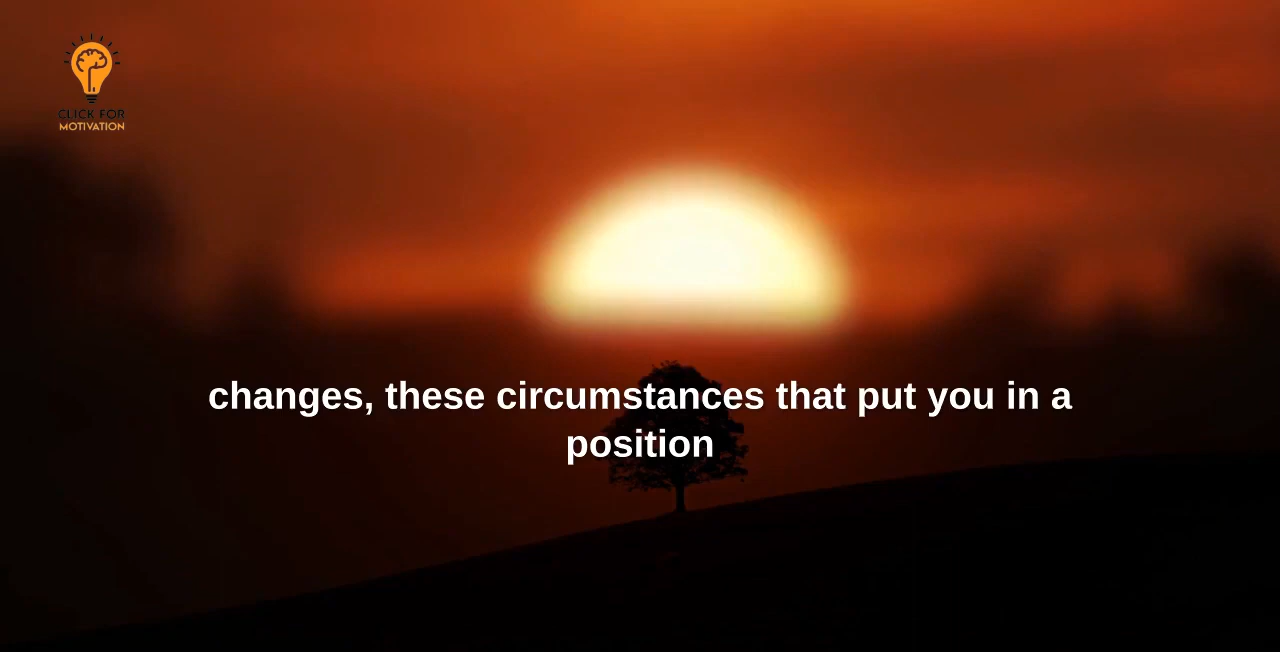 CLICK FOR
MOTIVATION
changes, these circumstances that put you in a
position